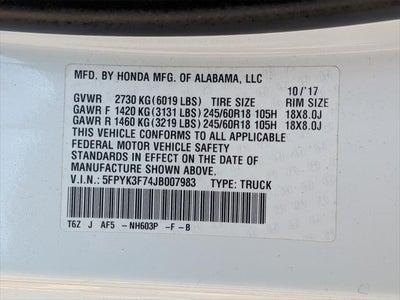 MFD. BY HONDA MFG. OF ALABAMA, LLC
10/'17
GVWR 2730 KG (6019 LBS) TIRE SIZE RIM SIZE
GAWR F 1420 KG (3131 LBS) 245/60R18 105H 18X8.0J
GAWR R 1460 KG (3219 LBS) 245/60R18 105H 18X8.0J
THIS VEHICLE CONFORMS TO ALL APPLICABLE
FEDERAL MOTOR VEHICLE SAFETY
STANDARDS IN EFFECT ON THE DATE OF
MANUFACTURE SHOWN ABOVE.
V.I.N.: 5FPYK3F74JB007983 TYPE: TRUCK
T6Z J AF5 -NH603P -F -B